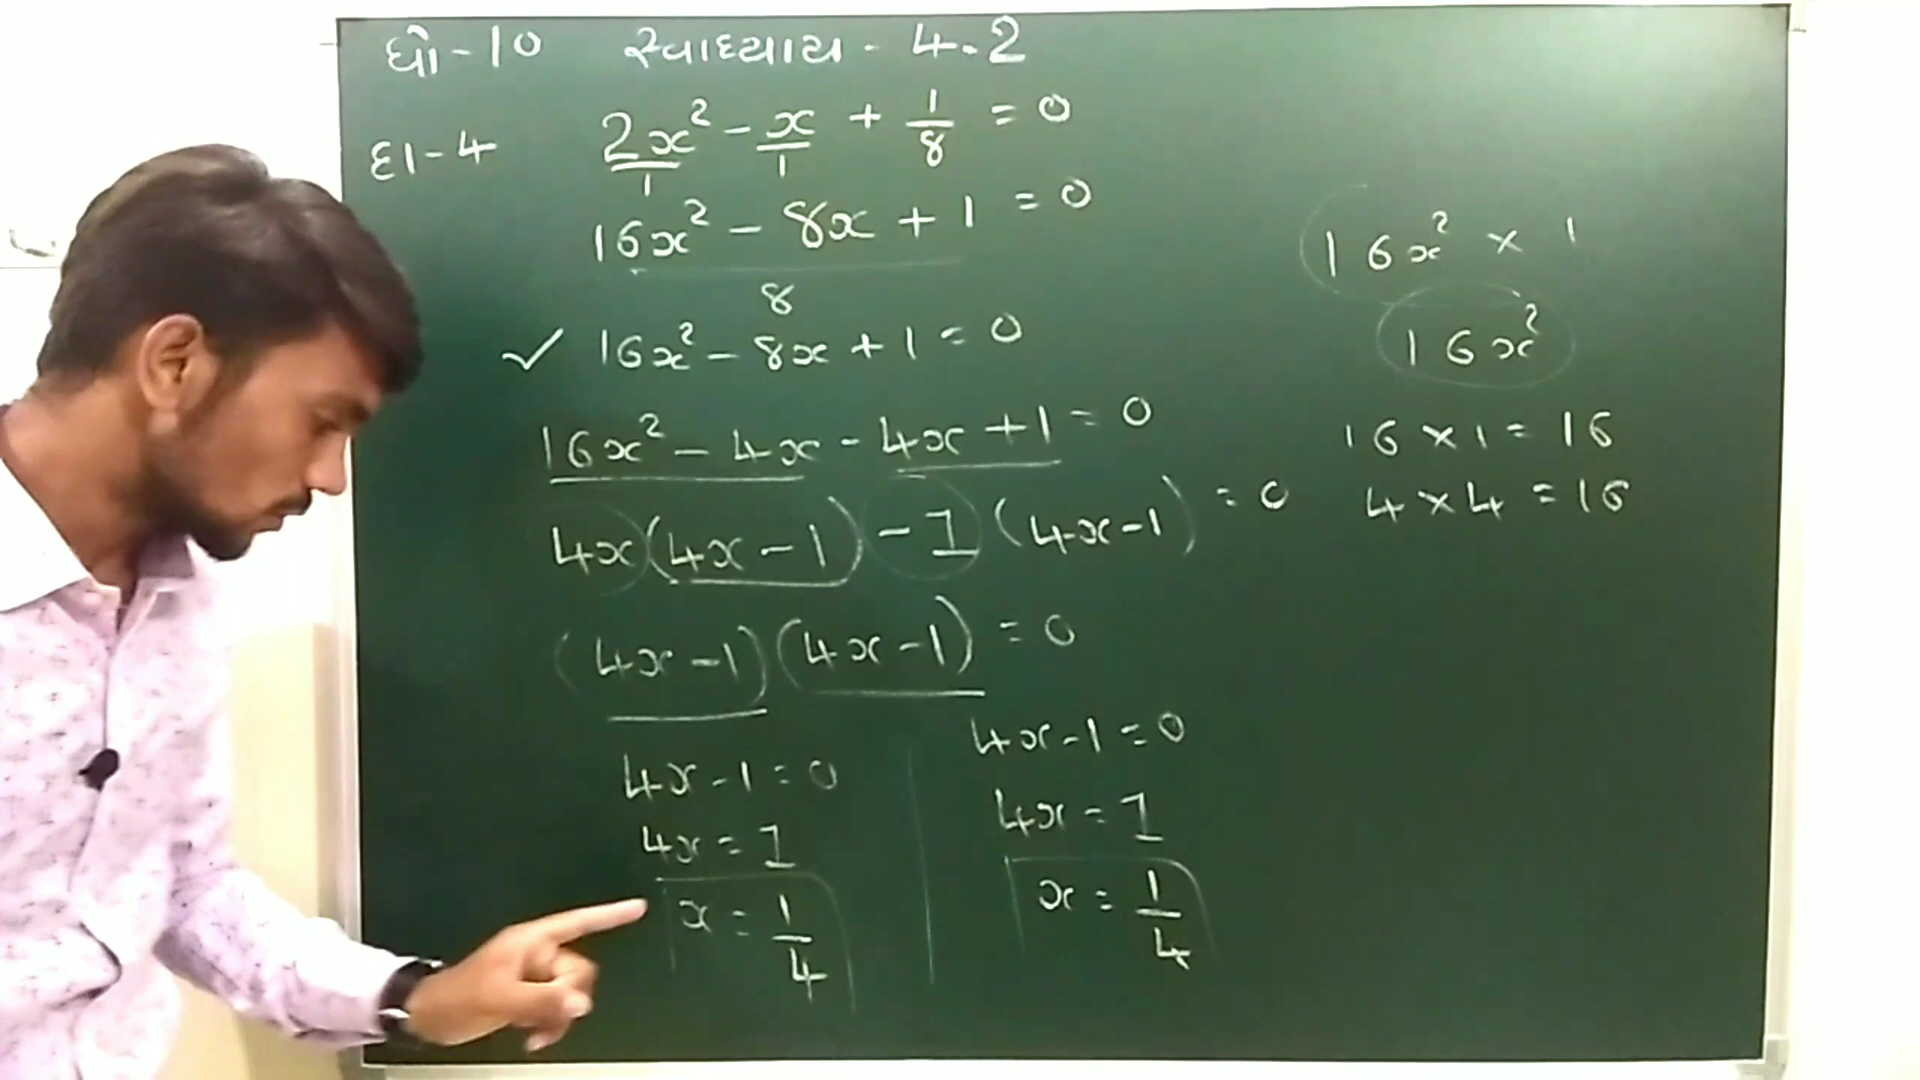 ધો-10 સ્વાધ્યાય - 4.2
દા-4 2x²/1 - x/1 + 1/8 = 0
(16x² - 8x + 1)/8 = 0
✓ 16x² - 8x + 1 = 0
16x² - 4x - 4x + 1 = 0
4x(4x - 1) - 1(4x - 1) = 0
(4x - 1)(4x - 1) = 0
4x - 1 = 0
4x = 1
x = 1/4
4x - 1 = 0
4x = 1
x = 1/4
16x² × 1
16x²
16 × 1 = 16
4 × 4 = 16